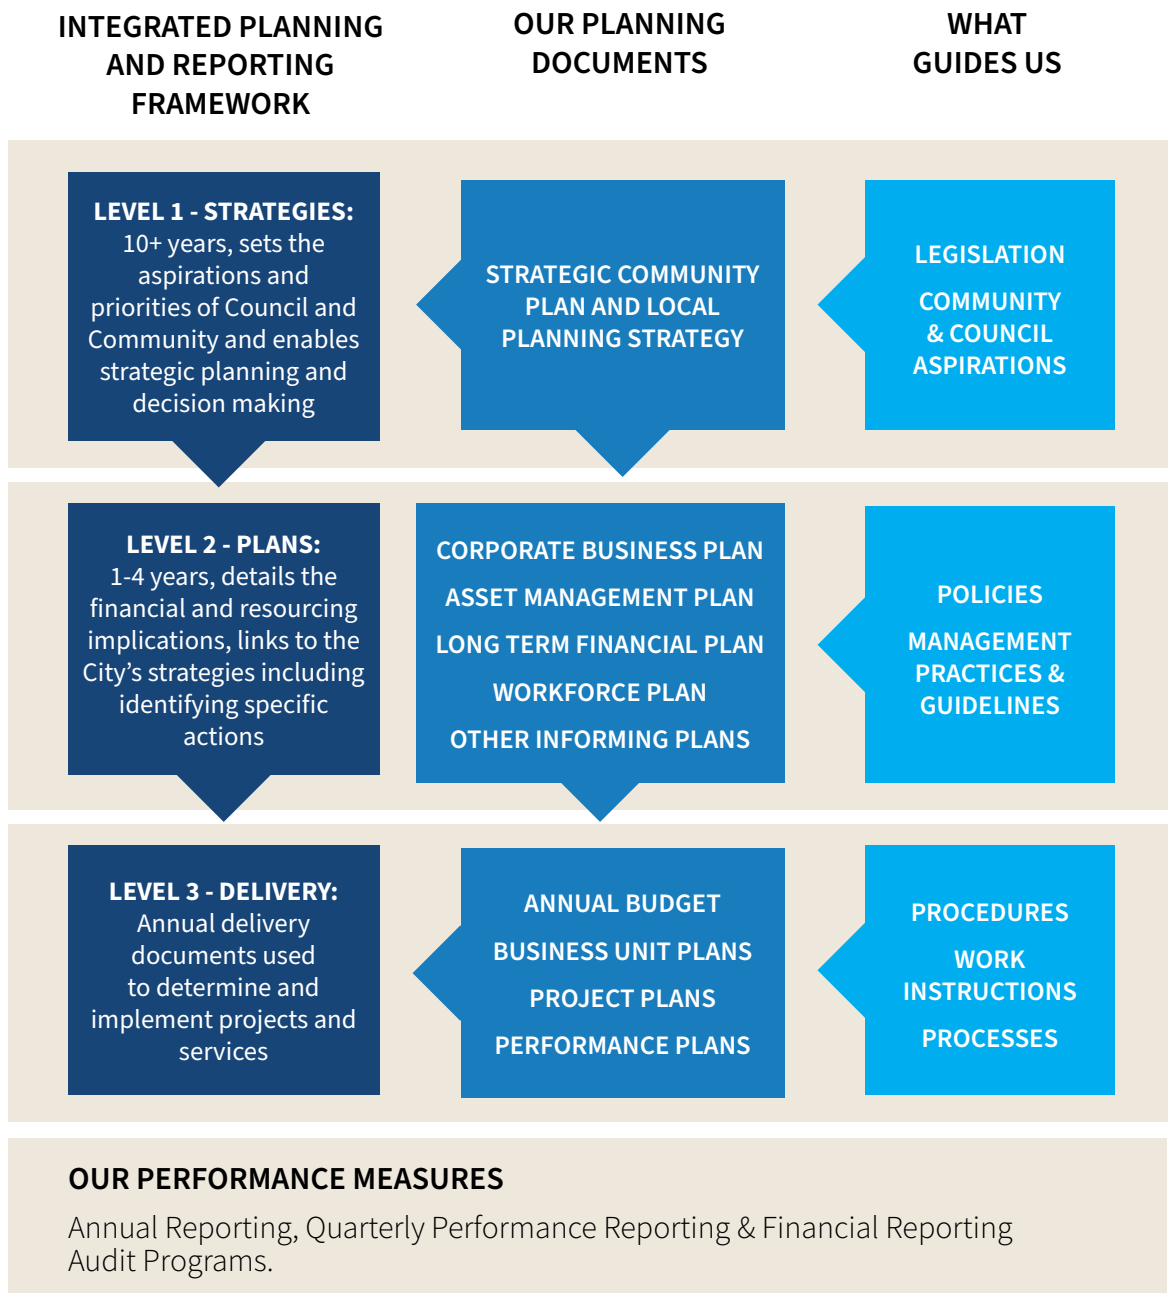 INTEGRATED PLANNING
AND REPORTING
FRAMEWORK
OUR PLANNING
DOCUMENTS
WHAT
GUIDES US
LEVEL 1 - STRATEGIES:
10+ years, sets the
aspirations and
priorities of Council and
Community and enables
strategic planning and
decision making
STRATEGIC COMMUNITY
PLAN AND LOCAL
PLANNING STRATEGY
LEGISLATION
COMMUNITY
& COUNCIL
ASPIRATIONS
LEVEL 2 - PLANS:
1-4 years, details the
financial and resourcing
implications, links to the
City’s strategies including
identifying specific
actions
CORPORATE BUSINESS PLAN
ASSET MANAGEMENT PLAN
LONG TERM FINANCIAL PLAN
WORKFORCE PLAN
OTHER INFORMING PLANS
POLICIES
MANAGEMENT
PRACTICES &
GUIDELINES
LEVEL 3 - DELIVERY:
Annual delivery
documents used
to determine and
implement projects and
services
ANNUAL BUDGET
BUSINESS UNIT PLANS
PROJECT PLANS
PERFORMANCE PLANS
PROCEDURES
WORK
INSTRUCTIONS
PROCESSES
OUR PERFORMANCE MEASURES
Annual Reporting, Quarterly Performance Reporting & Financial Reporting
Audit Programs.